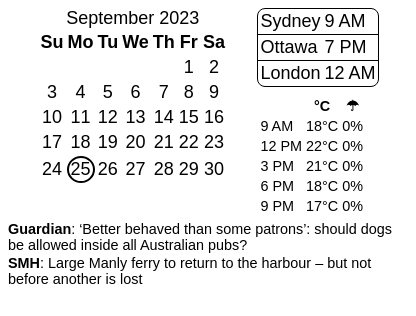 September 2023
Su Mo Tu We Th Fr Sa
1 2
3 4 5 6 7 8 9
10 11 12 13 14 15 16
17 18 19 20 21 22 23
24 25 26 27 28 29 30
Sydney 9 AM
Ottawa 7 PM
London 12 AM
°C ☂
9 AM 18°C 0%
12 PM 22°C 0%
3 PM 21°C 0%
6 PM 18°C 0%
9 PM 17°C 0%
Guardian: ‘Better behaved than some patrons’: should dogs
be allowed inside all Australian pubs?
SMH: Large Manly ferry to return to the harbour – but not
before another is lost